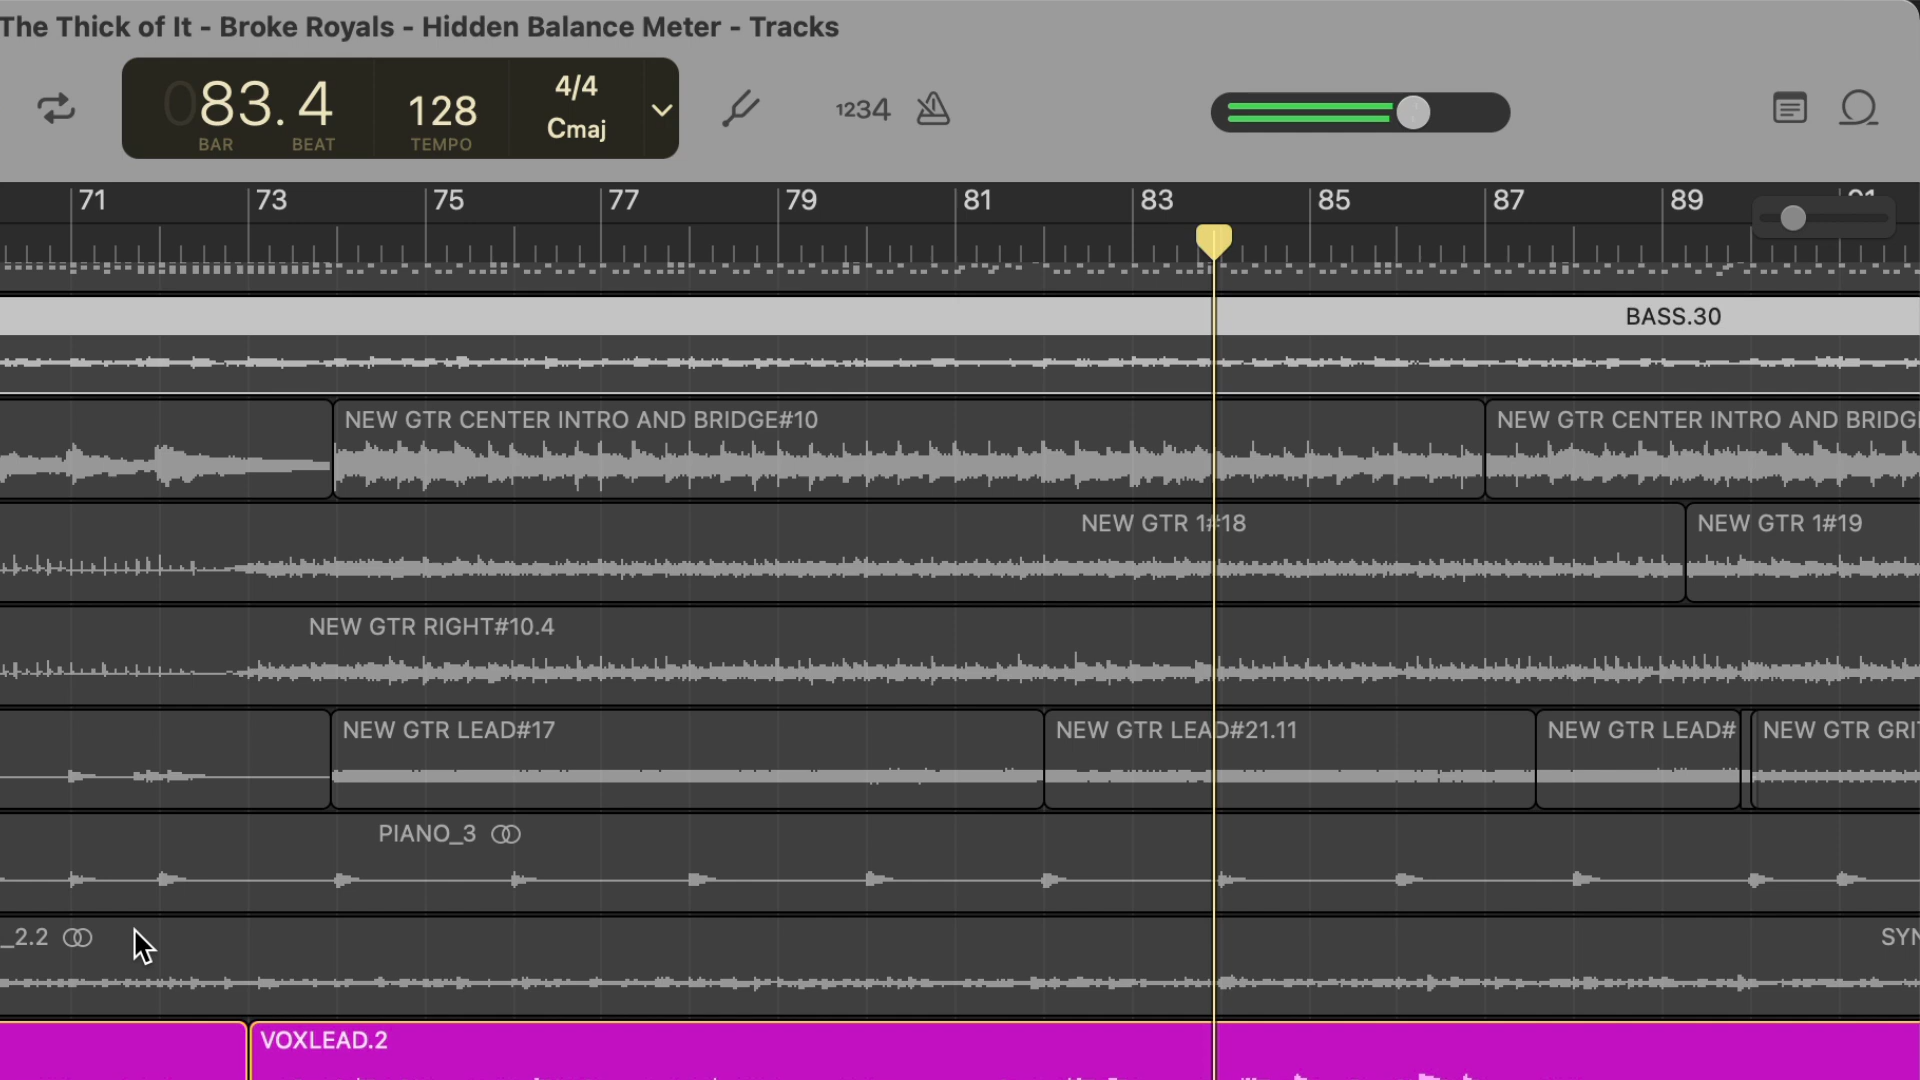 The Thick of It - Broke Royals - Hidden Balance Meter - Tracks
083. 4
BAR BEAT
128
TEMPO
4/4
Cmaj
1234
71 73 75 77 79 81 83 85 87 89
BASS.30
NEW GTR CENTER INTRO AND BRIDGE#10
NEW GTR CENTER INTRO AND BRIDG
NEW GTR 1#18
NEW GTR 1#19
NEW GTR RIGHT#10.4
NEW GTR LEAD#17
NEW GTR LEAD#21.11
NEW GTR LEAD#
NEW GTR GRI
PIANO_3
_2.2
SYN
VOXLEAD.2